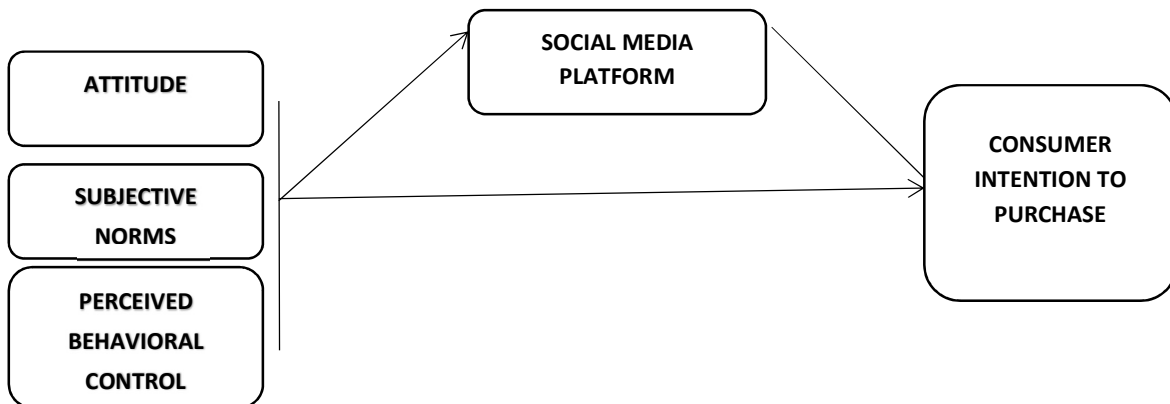 ATTITUDE
SUBJECTIVE
NORMS
PERCEIVED
BEHAVIORAL
CONTROL
SOCIAL MEDIA
PLATFORM
CONSUMER
INTENTION TO
PURCHASE